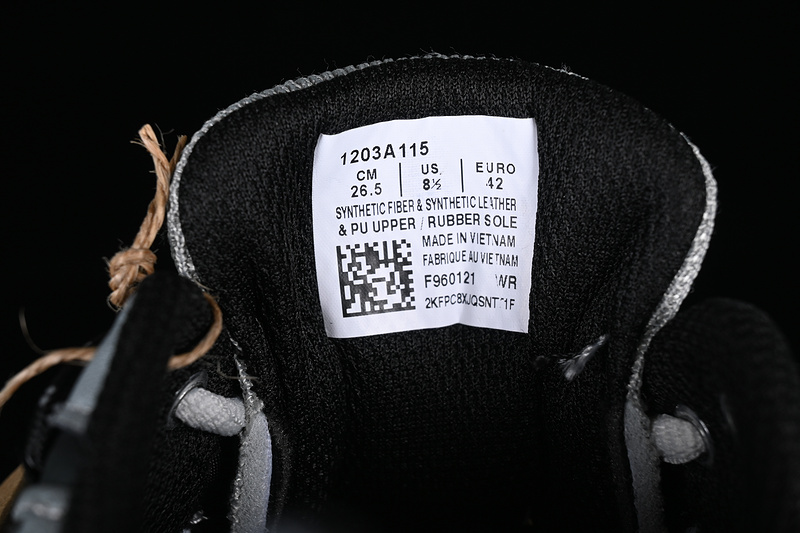 1203A115
CM US. EURO
26.5 8½ 42
SYNTHETIC FIBER & SYNTHETIC LEATHER
& PU UPPER / RUBBER SOLE
MADE IN VIETNAM
FABRIQUE AU VIETNAM
F960121 WR